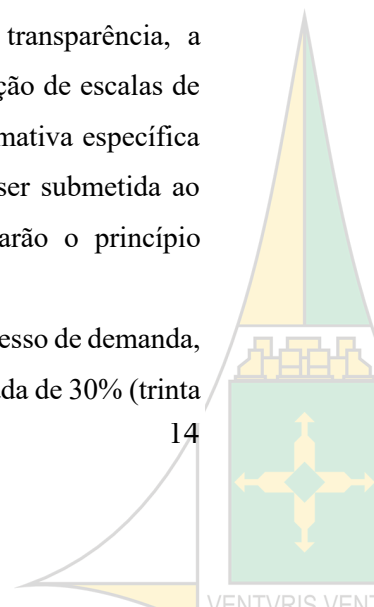 transparência, a
ção de escalas de
mativa específica
ser submetida ao
arão o princípio
esso de demanda,
da de 30% (trinta
14
VENTVRIS VENT